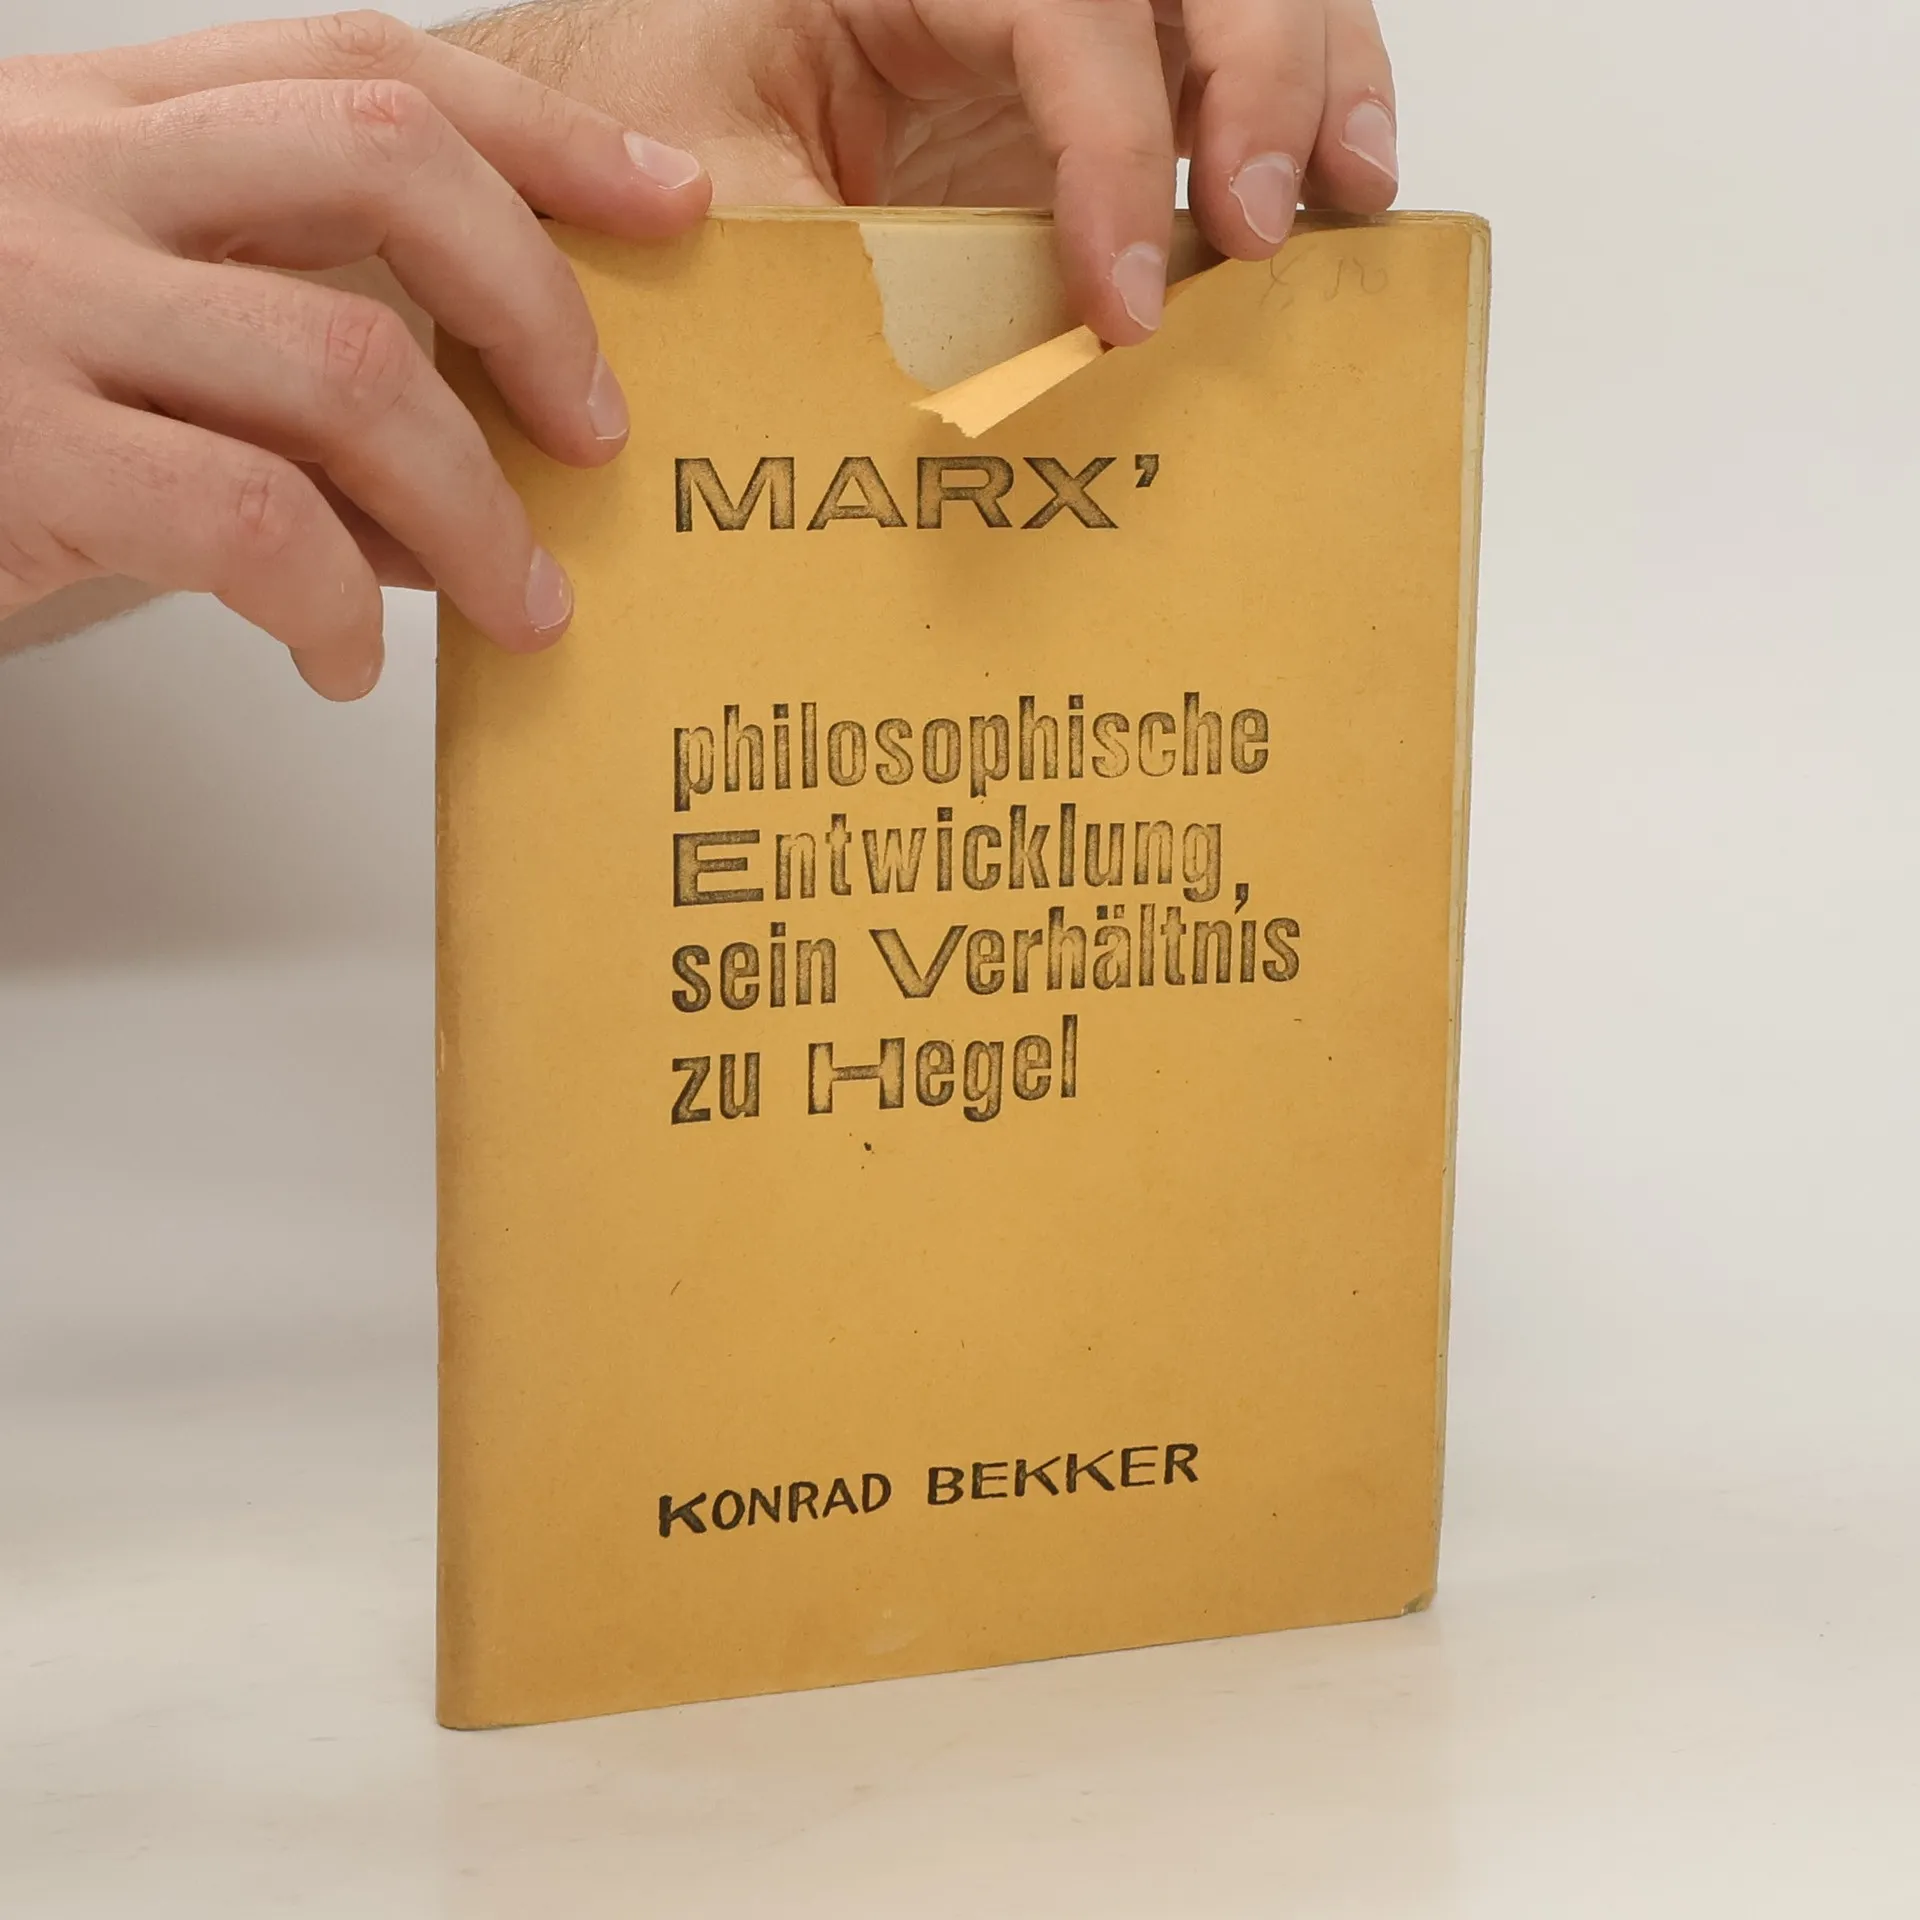 MARX’
philosophische
Entwicklung,
sein Verhältnis
zu Hegel
KONRAD BEKKER